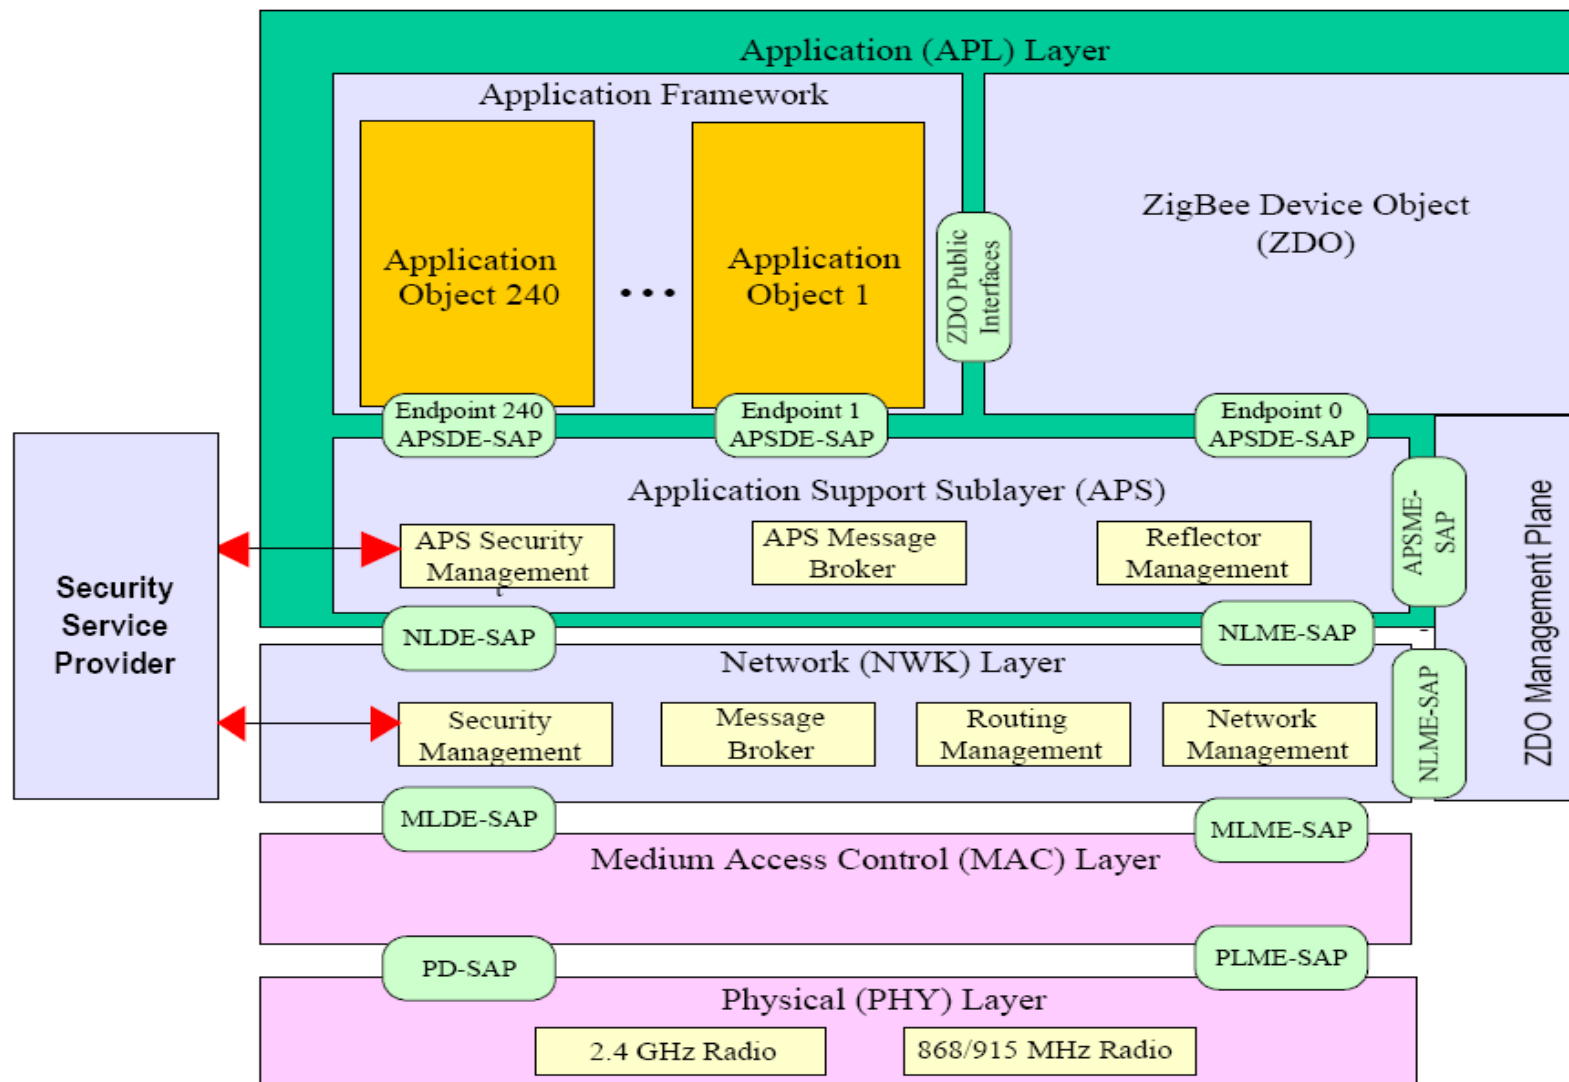 Application (APL) Layer
Application Framework
Application
Object 240
...
Application
Object 1
ZDO Public
Interfaces
ZigBee Device Object
(ZDO)
Endpoint 240
APSDE-SAP
Endpoint 1
APSDE-SAP
Endpoint 0
APSDE-SAP
Application Support Sublayer (APS)
APS Security
Management
APS Message
Broker
Reflector
Management
APSME-
SAP
ZDO Management Plane
Security
Service
Provider
NLDE-SAP
NLME-SAP
Network (NWK) Layer
Security
Management
Message
Broker
Routing
Management
Network
Management
NLME-SAP
MLDE-SAP
MLME-SAP
Medium Access Control (MAC) Layer
PD-SAP
PLME-SAP
Physical (PHY) Layer
2.4 GHz Radio
868/915 MHz Radio